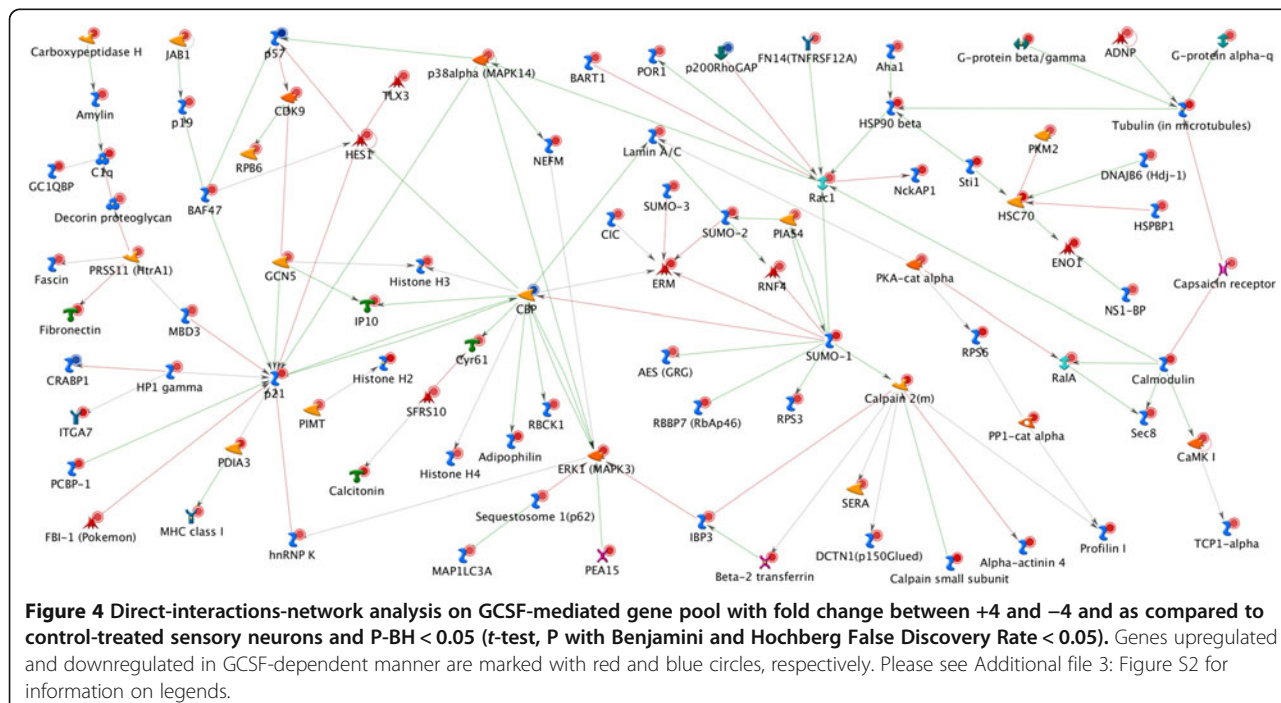 Carboxypeptidase H
JAB1
p57
p38alpha (MAPK14)
BART1
POR1
p200RhoGAP
FN14(TNFRSF12A)
Aha1
G-protein beta/gamma
ADNP
G-protein alpha-q
Amylin
p19
CDK9
TLX3
HSP90 beta
Tubulin (in microtubules)
RPB6
HES1
NEFM
Lamin A/C
PKM2
GC1QBP
C1q
BAF47
Rac1
NckAP1
Sti1
DNAJB6 (Hdj-1)
Decorin proteoglycan
SUMO-3
HSC70
HSPBP1
CIC
SUMO-2
PIAS4
Fascin
PRSS11 (HtrA1)
GCN5
Histone H3
CBP
ERM
RNF4
PKA-cat alpha
ENO1
Capsaicin receptor
NS1-BP
Fibronectin
MBD3
IP10
Cyr61
SUMO-1
RPS6
CRABP1
HP1 gamma
p21
Histone H2
AES (GRG)
RalA
Calmodulin
ITGA7
PIMT
SFRS10
RBCK1
RBBP7 (RbAp46)
RPS3
Calpain 2(m)
Sec8
PCBP-1
PDIA3
Calcitonin
Histone H4
Adipophilin
ERK1 (MAPK3)
PP1-cat alpha
CaMK I
FBI-1 (Pokemon)
MHC class I
hnRNP K
Sequestosome 1(p62)
SERA
MAP1LC3A
PEA15
IBP3
Beta-2 transferrin
DCTN1(p150Glued)
Calpain small subunit
Alpha-actinin 4
Profilin I
TCP1-alpha
Figure 4 Direct-interactions-network analysis on GCSF-mediated gene pool with fold change between +4 and −4 and as compared to
control-treated sensory neurons and P-BH < 0.05 (t-test, P with Benjamini and Hochberg False Discovery Rate < 0.05). Genes upregulated
and downregulated in GCSF-dependent manner are marked with red and blue circles, respectively. Please see Additional file 3: Figure S2 for
information on legends.